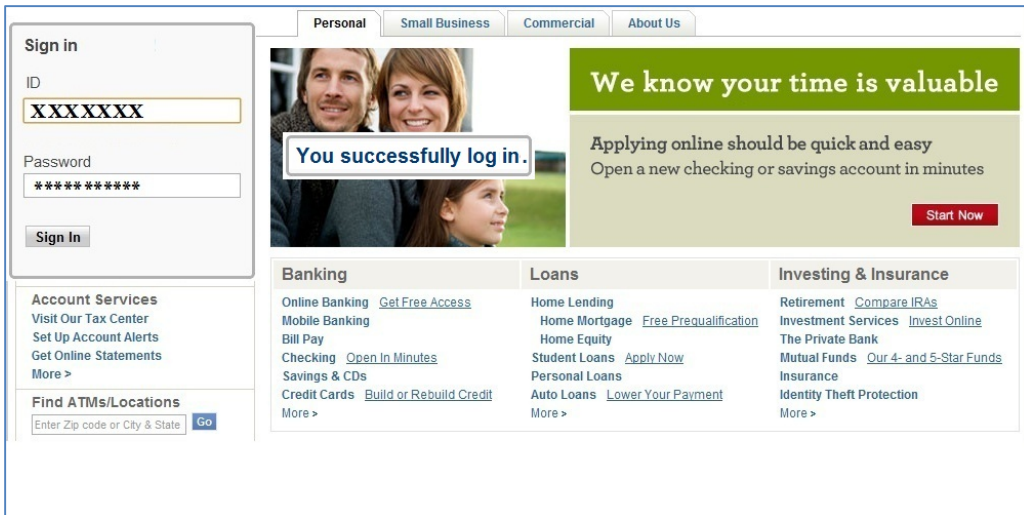 Personal
Small Business
Commercial
About Us
Sign in
ID
XXXXXXX
Password
***********
Sign In
You successfully log in.
We know your time is valuable
Applying online should be quick and easy
Open a new checking or savings account in minutes
Start Now
Account Services
Visit Our Tax Center
Set Up Account Alerts
Get Online Statements
More >
Find ATMs/Locations
Enter Zip code or City & State
Go
Banking
Online Banking Get Free Access
Mobile Banking
Bill Pay
Checking Open In Minutes
Savings & CDs
Credit Cards Build or Rebuild Credit
More >
Loans
Home Lending
Home Mortgage Free Prequalification
Home Equity
Student Loans Apply Now
Personal Loans
Auto Loans Lower Your Payment
More >
Investing & Insurance
Retirement Compare IRAs
Investment Services Invest Online
The Private Bank
Mutual Funds Our 4- and 5-Star Funds
Insurance
Identity Theft Protection
More >